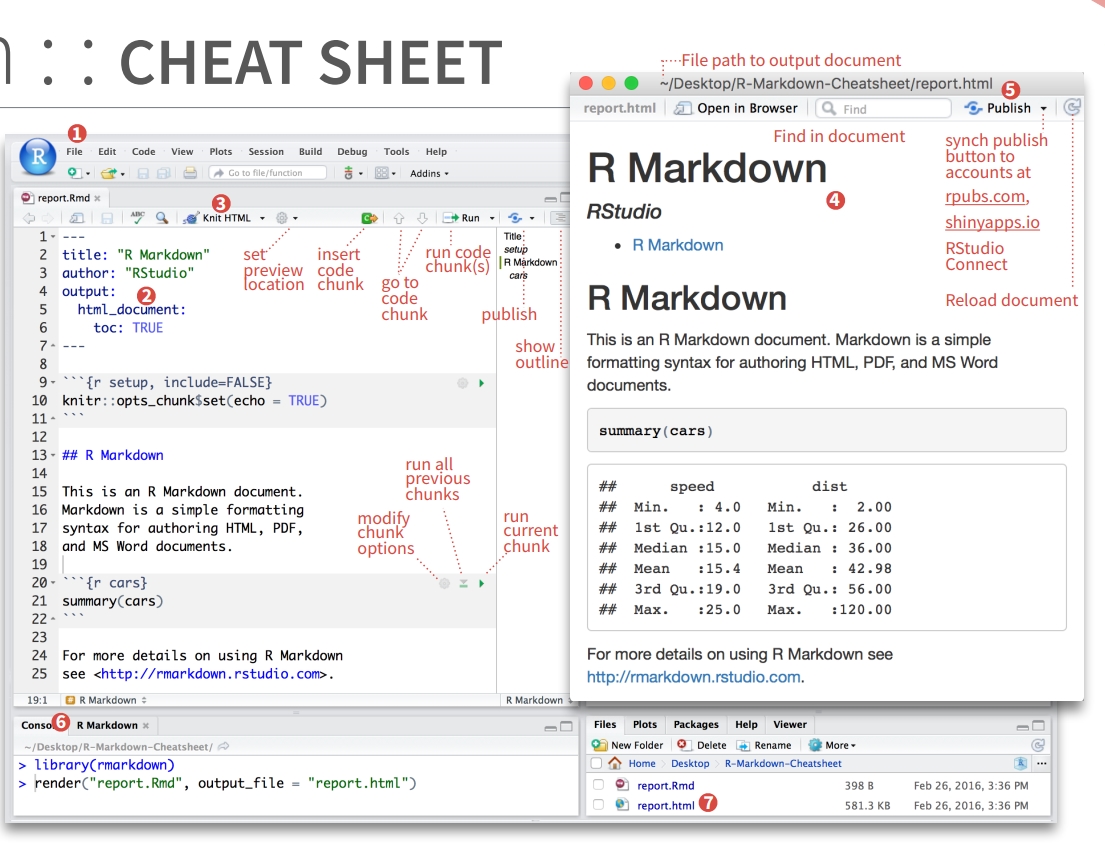 :: CHEAT SHEET
File path to output document
~/Desktop/R-Markdown-Cheatsheet/report.html
5
report.html Open in Browser Find Publish
Find in document
synch publish
button to
accounts at
rpubs.com,
shinyapps.io
RStudio
Connect
Reload document
R Markdown
4
RStudio
• R Markdown
R Markdown
This is an R Markdown document. Markdown is a simple
formatting syntax for authoring HTML, PDF, and MS Word
documents.
summary(cars)
## speed dist
## Min. : 4.0 Min. : 2.00
## 1st Qu.:12.0 1st Qu.: 26.00
## Median :15.0 Median : 36.00
## Mean :15.4 Mean : 42.98
## 3rd Qu.:19.0 3rd Qu.: 56.00
## Max. :25.0 Max. :120.00
For more details on using R Markdown see
http://rmarkdown.rstudio.com.
1
R
File Edit Code View Plots Session Build Debug Tools Help
Go to file/function Addins
report.Rmd
3
ABC Knit HTML Run
set
preview
location
insert
code
chunk
go to
code
chunk
run code
chunk(s)
publish
show
outline
Title
setup
R Markdown
cars
1 ---
2 title: "R Markdown"
3 author: "RStudio"
4 output:
2
5 html_document:
6 toc: TRUE
7 ---
8
9 ```{r setup, include=FALSE}
10 knitr::opts_chunk$set(echo = TRUE)
11 ```
12
13 ## R Markdown
14
15 This is an R Markdown document.
16 Markdown is a simple formatting
17 syntax for authoring HTML, PDF,
18 and MS Word documents.
19
20 ```{r cars}
21 summary(cars)
22 ```
23
24 For more details on using R Markdown
25 see <http://rmarkdown.rstudio.com>.
run all
previous
chunks
modify
chunk
options
run
current
chunk
19:1 R Markdown R Markdown
6
R Markdown
~/Desktop/R-Markdown-Cheatsheet/
> library(rmarkdown)
> render("report.Rmd", output_file = "report.html")
Files Plots Packages Help Viewer
New Folder Delete Rename More
Home Desktop R-Markdown-Cheatsheet R ...
report.Rmd 398 B Feb 26, 2016, 3:36 PM
report.html 7 581.3 KB Feb 26, 2016, 3:36 PM